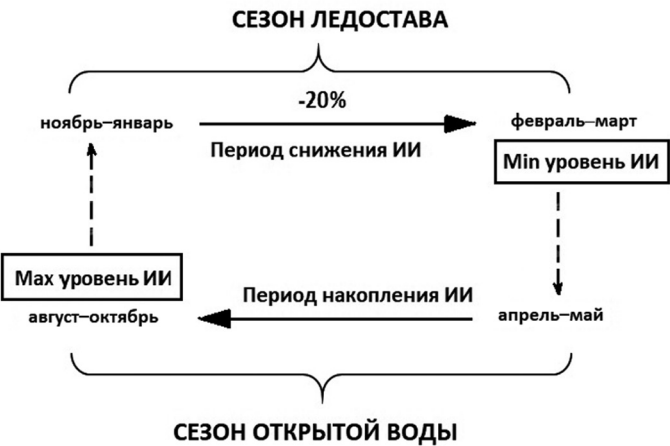 СЕЗОН ЛЕДОСТАВА
-20%
ноябрь–январь
февраль–март
Период снижения ИИ
Min уровень ИИ
Max уровень ИИ
Период накопления ИИ
август–октябрь
апрель–май
СЕЗОН ОТКРЫТОЙ ВОДЫ